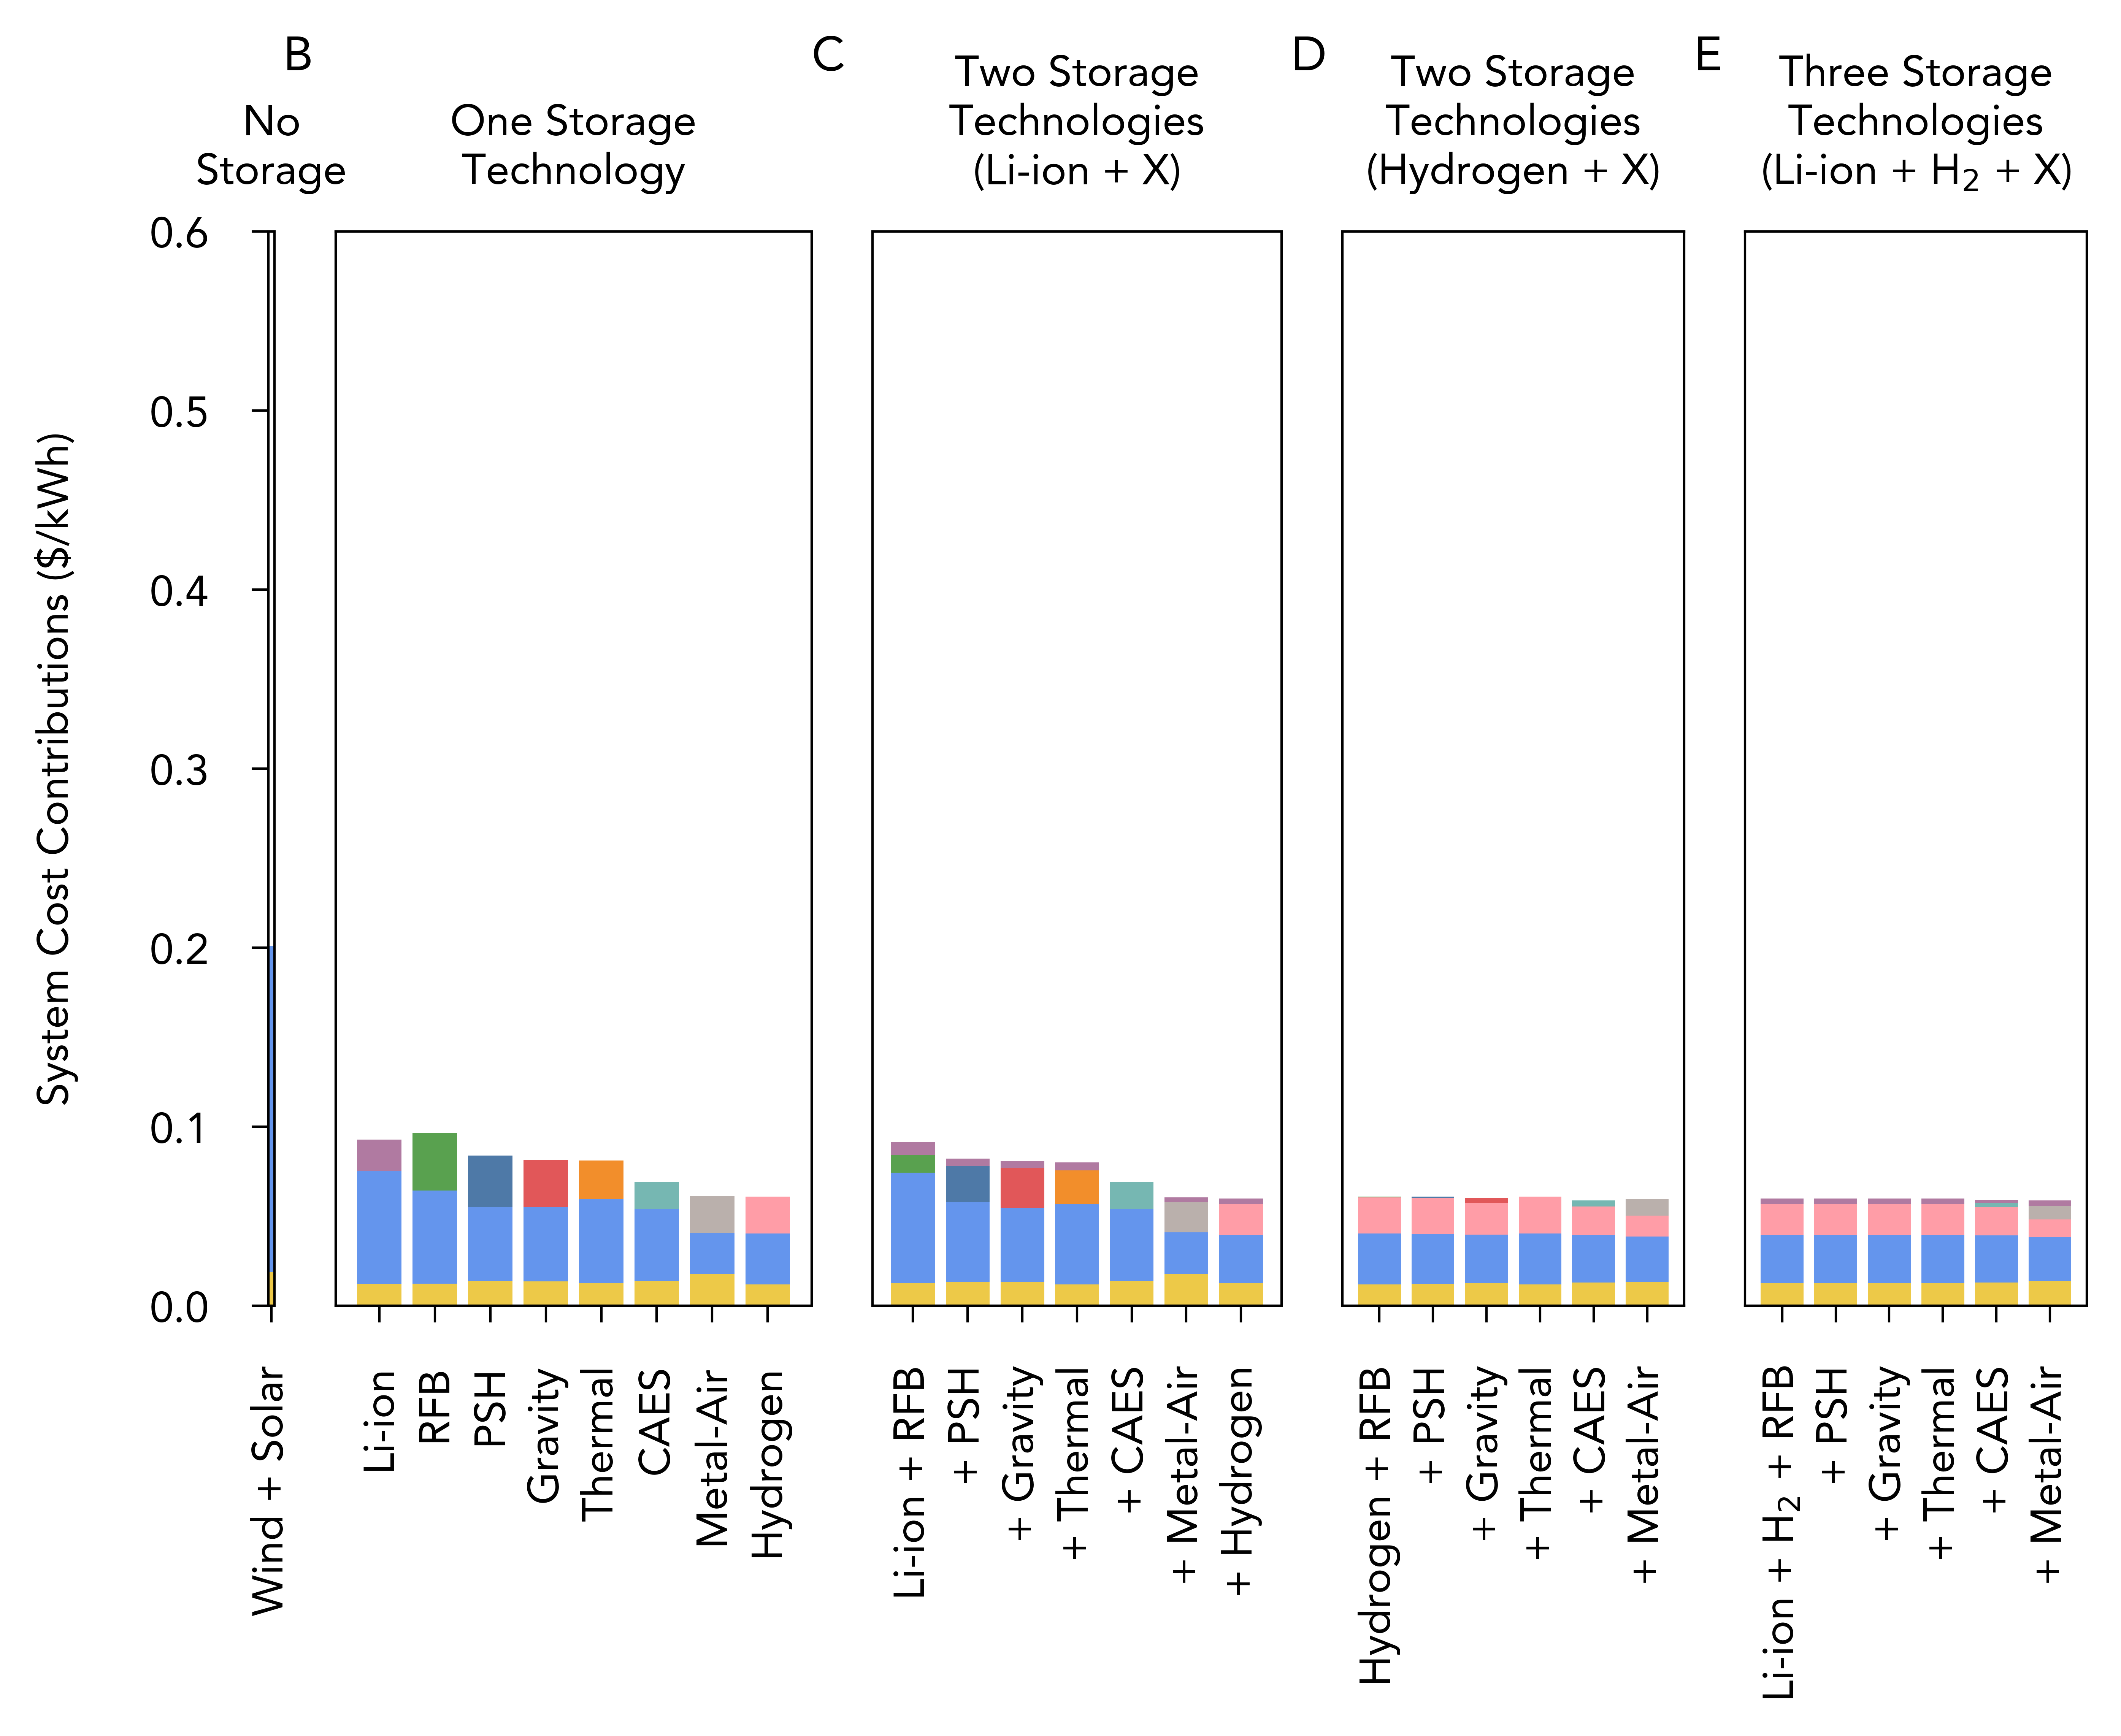 B
No
Storage
One Storage
Technology
C
Two Storage
Technologies
(Li-ion + X)
D
Two Storage
Technologies
(Hydrogen + X)
E
Three Storage
Technologies
(Li-ion + H₂ + X)
System Cost Contributions ($/kWh)
0.6
0.5
0.4
0.3
0.2
0.1
0.0
Wind + Solar
Li-ion
RFB
PSH
Gravity
Thermal
CAES
Metal-Air
Hydrogen
Li-ion + RFB
+ PSH
+ Gravity
+ Thermal
+ CAES
+ Metal-Air
+ Hydrogen
Hydrogen + RFB
+ PSH
+ Gravity
+ Thermal
+ CAES
+ Metal-Air
Li-ion + H₂ + RFB
+ PSH
+ Gravity
+ Thermal
+ CAES
+ Metal-Air